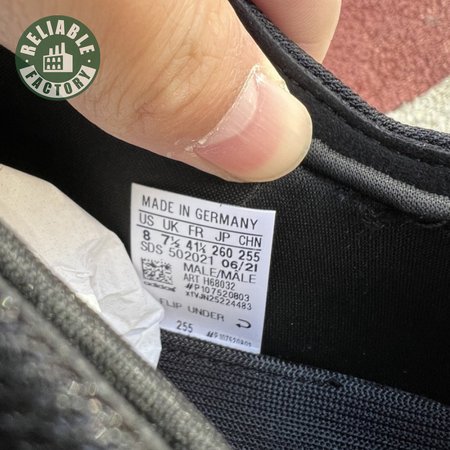 RELIABLE
FACTORY
MADE IN GERMANY
US UK FR JP CHN
8 7½ 41⅓ 260 255
SDS 502021 06/21
MALE/MÂLE
ART H68032
#P107520803
xTVJN25224483
FLIP UNDER
255